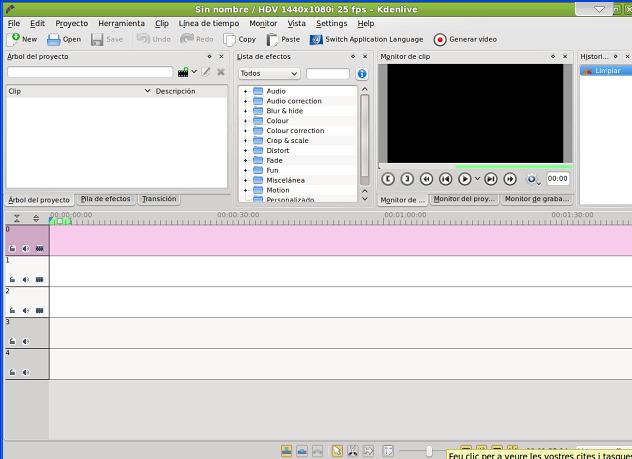 Sin nombre / HDV 1440x1080i 25 fps – Kdenlive
File Edit Proyecto Herramienta Clip Línea de tiempo Monitor Vista Settings Help
New Open Save Undo Redo Copy Paste Switch Application Language Generar vídeo
Árbol del proyecto
Clip Descripción
Árbol del proyecto Pila de efectos Transición
Lista de efectos
Todos
Audio
Audio correction
Blur & hide
Colour
Colour correction
Crop & scale
Distort
Fade
Fun
Miscelánea
Motion
Personalizado
Monitor de clip
00:00
Monitor de ... Monitor del proy... Monitor de graba...
Histori...
Limpiar
00:00:00:00 00:00:30:00 00:01:00:00 00:01:30:00
0
1
2
3
4
Feu clic per a veure les vostres cites i tasques